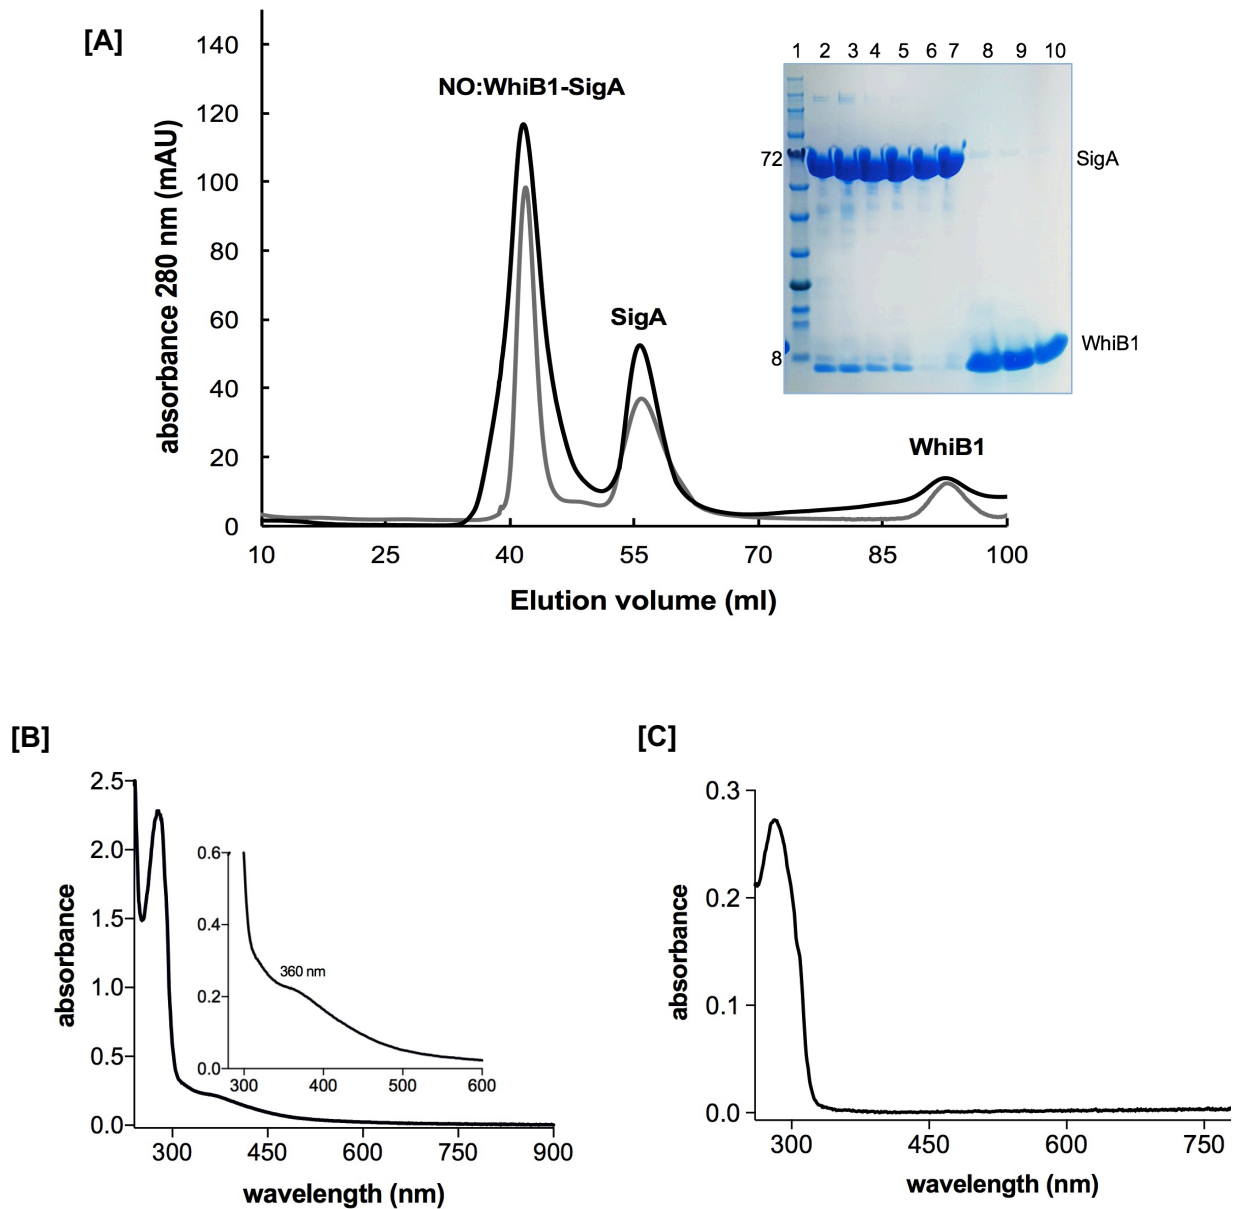 [A]
absorbance 280 nm (mAU)
140
120
100
80
60
40
20
0
NO:WhiB1-SigA
SigA
WhiB1
10 25 40 55 70 85 100
Elution volume (ml)
1 2 3 4 5 6 7 8 9 10
72
SigA
8
WhiB1
[B]
absorbance
2.5
2.0
1.5
1.0
0.5
0.0
0.6
0.4
0.2
0.0
360 nm
300 400 500 600
300 450 600 750 900
wavelength (nm)
[C]
absorbance
0.3
0.2
0.1
0.0
300 450 600 750
wavelength (nm)